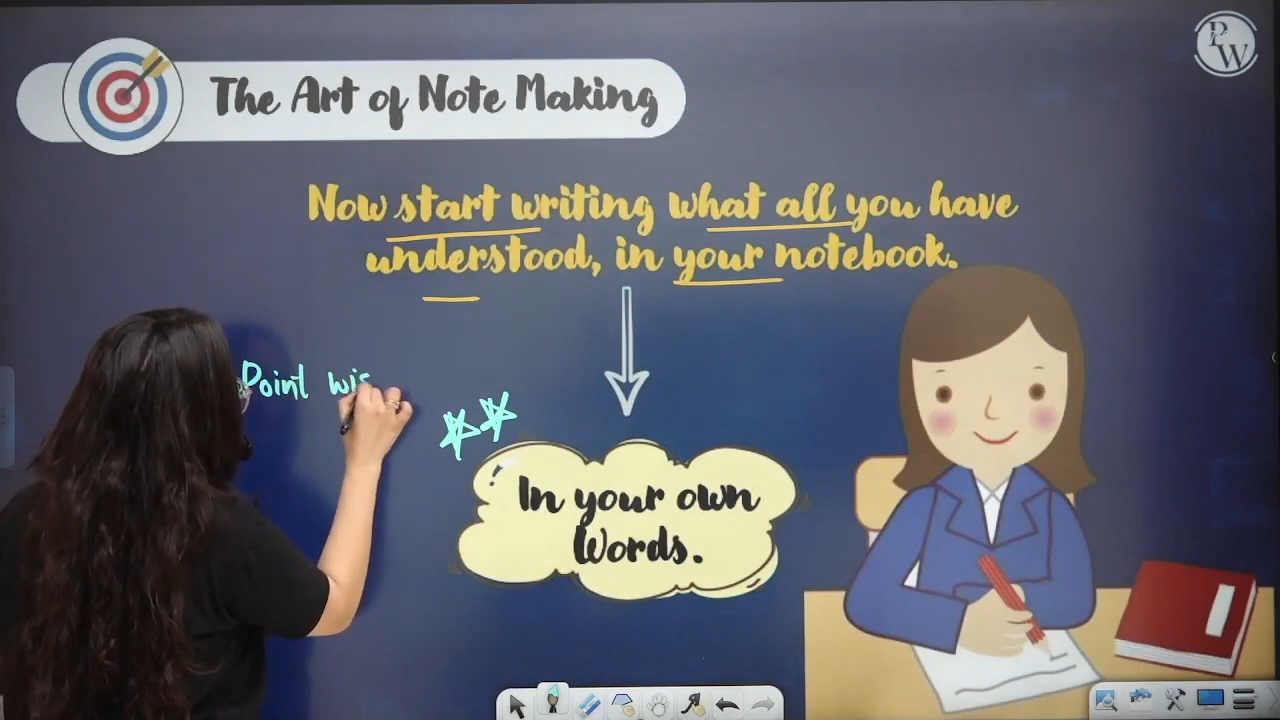 PW
The Art of Note Making
Now start writing what all you have
understood, in your notebook.
Point wis
In your own
Words.